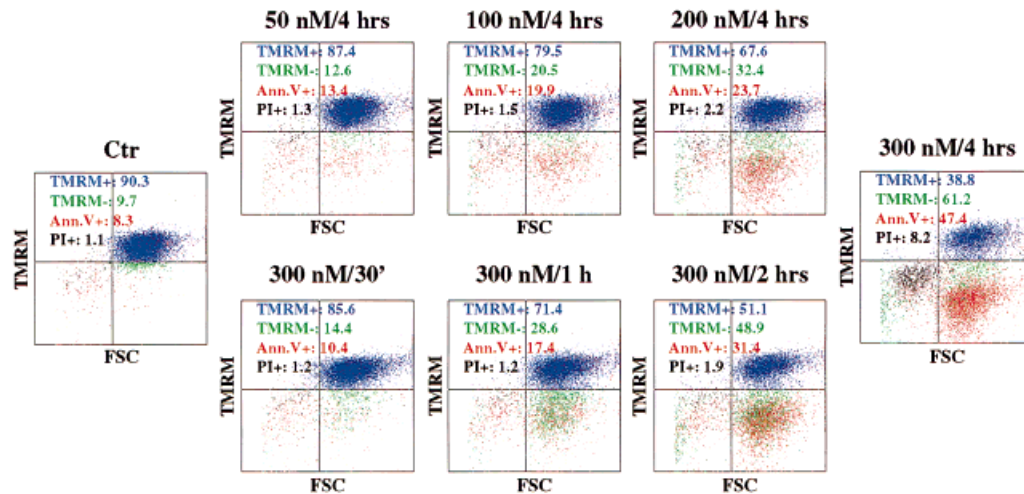 50 nM/4 hrs
TMRM+: 87.4
TMRM-: 12.6
Ann.V+: 13.4
PI+: 1.3
TMRM
FSC
100 nM/4 hrs
TMRM+: 79.5
TMRM-: 20.5
Ann.V+: 19.9
PI+: 1.5
TMRM
FSC
200 nM/4 hrs
TMRM+: 67.6
TMRM-: 32.4
Ann.V+: 23.7
PI+: 2.2
TMRM
FSC
Ctr
TMRM+: 90.3
TMRM-: 9.7
Ann.V+: 8.3
PI+: 1.1
TMRM
FSC
300 nM/4 hrs
TMRM+: 38.8
TMRM-: 61.2
Ann.V+: 47.4
PI+: 8.2
TMRM
FSC
300 nM/30’
TMRM+: 85.6
TMRM-: 14.4
Ann.V+: 10.4
PI+: 1.2
TMRM
FSC
300 nM/1 h
TMRM+: 71.4
TMRM-: 28.6
Ann.V+: 17.4
PI+: 1.2
TMRM
FSC
300 nM/2 hrs
TMRM+: 51.1
TMRM-: 48.9
Ann.V+: 31.4
PI+: 1.9
TMRM
FSC